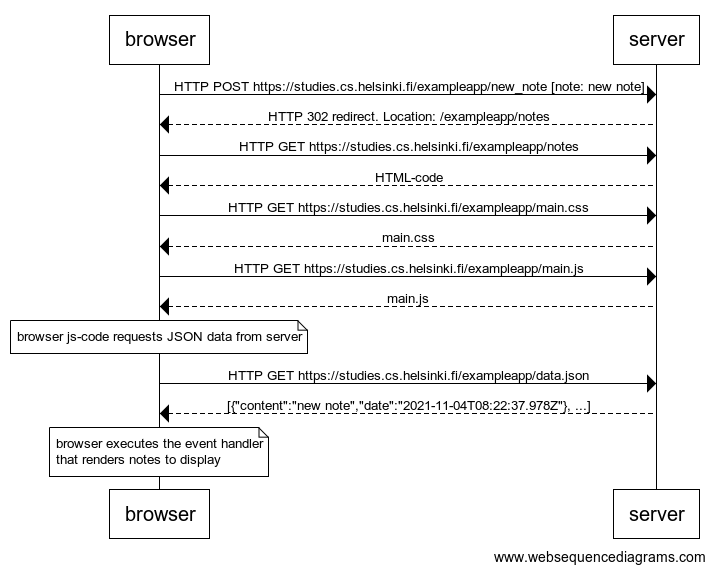 browser server
HTTP POST https://studies.cs.helsinki.fi/exampleapp/new_note [note: new note]
HTTP 302 redirect. Location: /exampleapp/notes
HTTP GET https://studies.cs.helsinki.fi/exampleapp/notes
HTML-code
HTTP GET https://studies.cs.helsinki.fi/exampleapp/main.css
main.css
HTTP GET https://studies.cs.helsinki.fi/exampleapp/main.js
main.js
browser js-code requests JSON data from server
HTTP GET https://studies.cs.helsinki.fi/exampleapp/data.json
[{"content":"new note","date":"2021-11-04T08:22:37.978Z"}, ...]
browser executes the event handler
that renders notes to display
browser server
www.websequencediagrams.com